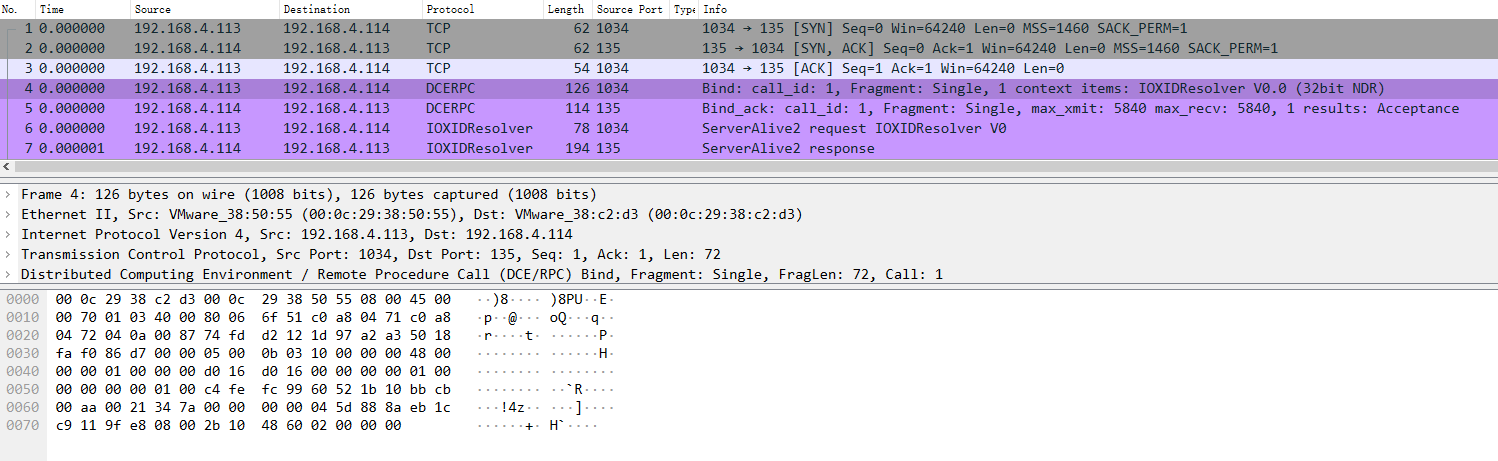 No. Time Source Destination Protocol Length Source Port Type Info
1 0.000000 192.168.4.113 192.168.4.114 TCP 62 1034 1034 → 135 [SYN] Seq=0 Win=64240 Len=0 MSS=1460 SACK_PERM=1
2 0.000000 192.168.4.114 192.168.4.113 TCP 62 135 135 → 1034 [SYN, ACK] Seq=0 Ack=1 Win=64240 Len=0 MSS=1460 SACK_PERM=1
3 0.000000 192.168.4.113 192.168.4.114 TCP 54 1034 1034 → 135 [ACK] Seq=1 Ack=1 Win=64240 Len=0
4 0.000000 192.168.4.113 192.168.4.114 DCERPC 126 1034 Bind: call_id: 1, Fragment: Single, 1 context items: IOXIDResolver V0.0 (32bit NDR)
5 0.000000 192.168.4.114 192.168.4.113 DCERPC 114 135 Bind_ack: call_id: 1, Fragment: Single, max_xmit: 5840 max_recv: 5840, 1 results: Acceptance
6 0.000000 192.168.4.113 192.168.4.114 IOXIDResolver 78 1034 ServerAlive2 request IOXIDResolver V0
7 0.000001 192.168.4.114 192.168.4.113 IOXIDResolver 194 135 ServerAlive2 response
Frame 4: 126 bytes on wire (1008 bits), 126 bytes captured (1008 bits)
Ethernet II, Src: VMware_38:50:55 (00:0c:29:38:50:55), Dst: VMware_38:c2:d3 (00:0c:29:38:c2:d3)
Internet Protocol Version 4, Src: 192.168.4.113, Dst: 192.168.4.114
Transmission Control Protocol, Src Port: 1034, Dst Port: 135, Seq: 1, Ack: 1, Len: 72
Distributed Computing Environment / Remote Procedure Call (DCE/RPC) Bind, Fragment: Single, FragLen: 72, Call: 1
0000 00 0c 29 38 c2 d3 00 0c 29 38 50 55 08 00 45 00 ··)8···· )8PU··E·
0010 00 70 01 03 40 00 80 06 6f 51 c0 a8 04 71 c0 a8 ·p··@··· oQ···q··
0020 04 72 04 0a 00 87 74 fd d2 12 1d 97 a2 a3 50 18 ·r····t· ······P·
0030 fa f0 86 d7 00 00 05 00 0b 03 10 00 00 00 48 00 ········ ······H·
0040 00 00 01 00 00 00 d0 16 d0 16 00 00 00 00 01 00 ········ ········
0050 00 00 00 00 01 00 c4 fe fc 99 60 52 1b 10 bb cb ········ ··`R····
0060 00 aa 00 21 34 7a 00 00 00 00 04 5d 88 8a eb 1c ···!4z·· ···]····
0070 c9 11 9f e8 08 00 2b 10 48 60 02 00 00 00 ······+· H`····